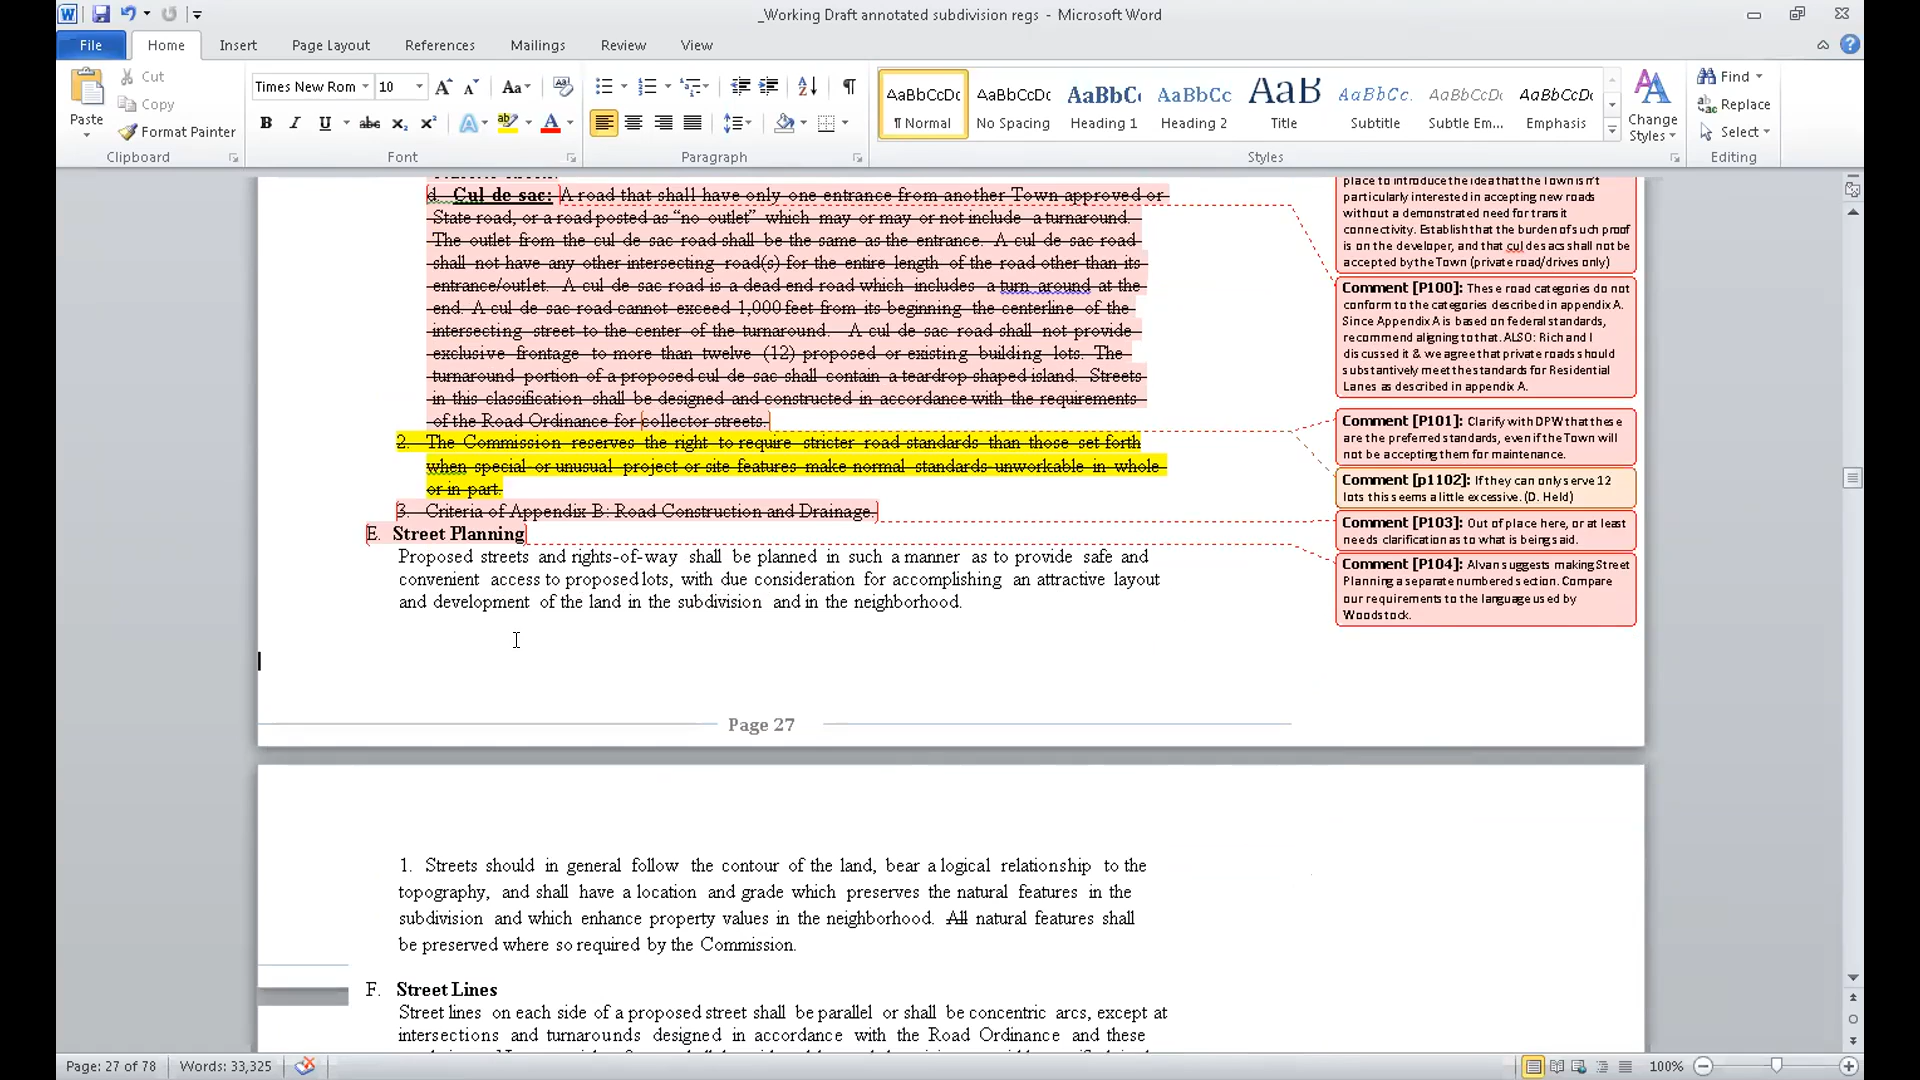 _Working Draft annotated subdivision regs - Microsoft Word
File Home Insert Page Layout References Mailings Review View
Paste
Cut
Copy
Format Painter
Clipboard
Times New Rom 10
Font
Paragraph
AaBbCcDc AaBbCcDc AaBbC AaBbCc AaB AaBbCc. AaBbCcDc AaBbCcDc
¶ Normal No Spacing Heading 1 Heading 2 Title Subtitle Subtle Em... Emphasis
Change Styles
Styles
Find
Replace
Select
Editing
d. Cul de sac: A road that shall have only one entrance from another Town approved or
State road, or a road posted as “no outlet” which may or may or not include a turnaround.
The outlet from the cul de sac road shall be the same as the entrance. A cul de sac road
shall not have any other intersecting road(s) for the entire length of the road other than its
entrance/outlet. A cul de sac road is a dead end road which includes a turn around at the
end. A cul de sac road cannot exceed 1,000 feet from its beginning the centerline of the
intersecting street to the center of the turnaround. A cul de sac road shall not provide
exclusive frontage to more than twelve (12) proposed or existing building lots. The
turnaround portion of a proposed cul de sac shall contain a teardrop shaped island. Streets
in this classification shall be designed and constructed in accordance with the requirements
of the Road Ordinance for collector streets.
2. The Commission reserves the right to require stricter road standards than those set forth
when special or unusual project or site features make normal standards unworkable in whole
or in part.
3. Criteria of Appendix B: Road Construction and Drainage.
E. Street Planning
Proposed streets and rights-of-way shall be planned in such a manner as to provide safe and
convenient access to proposed lots, with due consideration for accomplishing an attractive layout
and development of the land in the subdivision and in the neighborhood.
Page 27
place to introduce the idea that the Town isn't
particularly interested in accepting new roads
without a demonstrated need for transit
connectivity. Establish that the burden of such proof
is on the developer, and that cul desacs shall not be
accepted by the Town (private road/drives only)
Comment [P100]: These road categories do not
conform to the categories described in appendix A.
Since Appendix A is based on federal standards,
recommend aligning to that. ALSO: Rich and I
discussed it & we agree that private roads should
substantively meet the standards for Residential
Lanes as described in appendix A.
Comment [P101]: Clarify with DPW that these
are the preferred standards, even if the Town will
not be accepting them for maintenance.
Comment [p1102]: If they can only serve 12
lots this seems a little excessive. (D. Held)
Comment [P103]: Out of place here, or at least
needs clarification as to what is being said.
Comment [P104]: Alvan suggests making Street
Planning a separate numbered section. Compare
our requirements to the language used by
Woodstock.
1. Streets should in general follow the contour of the land, bear a logical relationship to the
topography, and shall have a location and grade which preserves the natural features in the
subdivision and which enhance property values in the neighborhood. All natural features shall
be preserved where so required by the Commission.
F. Street Lines
Street lines on each side of a proposed street shall be parallel or shall be concentric arcs, except at
intersections and turnarounds designed in accordance with the Road Ordinance and these
Page: 27 of 78 Words: 33,325 100%